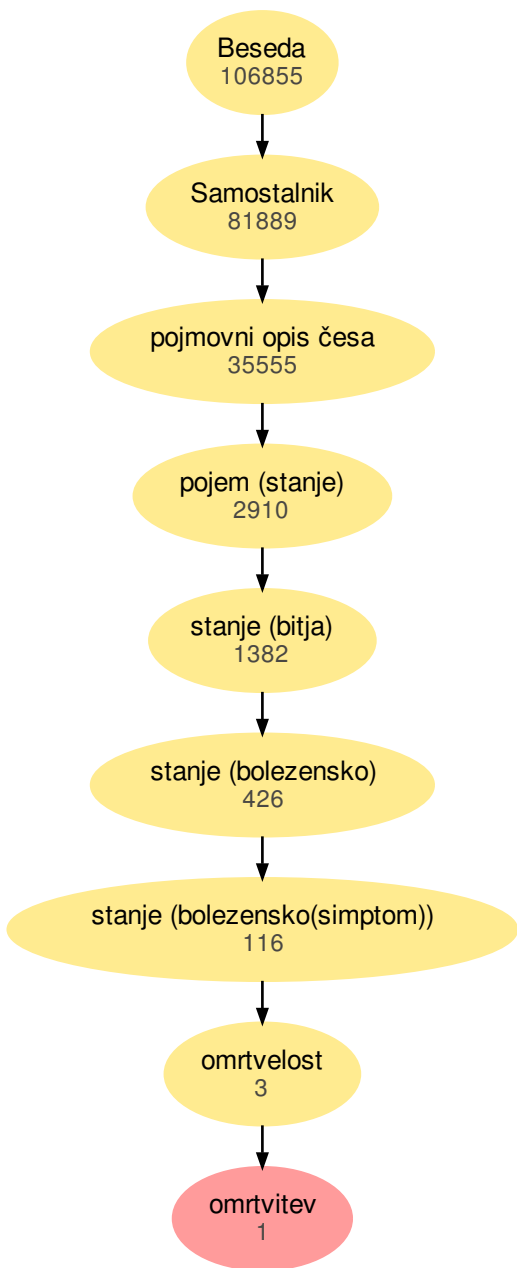 Beseda
106855
Samostalnik
81889
pojmovni opis česa
35555
pojem (stanje)
2910
stanje (bitja)
1382
stanje (bolezensko)
426
stanje (bolezensko(simptom))
116
omrtvelost
3
omrtvitev
1